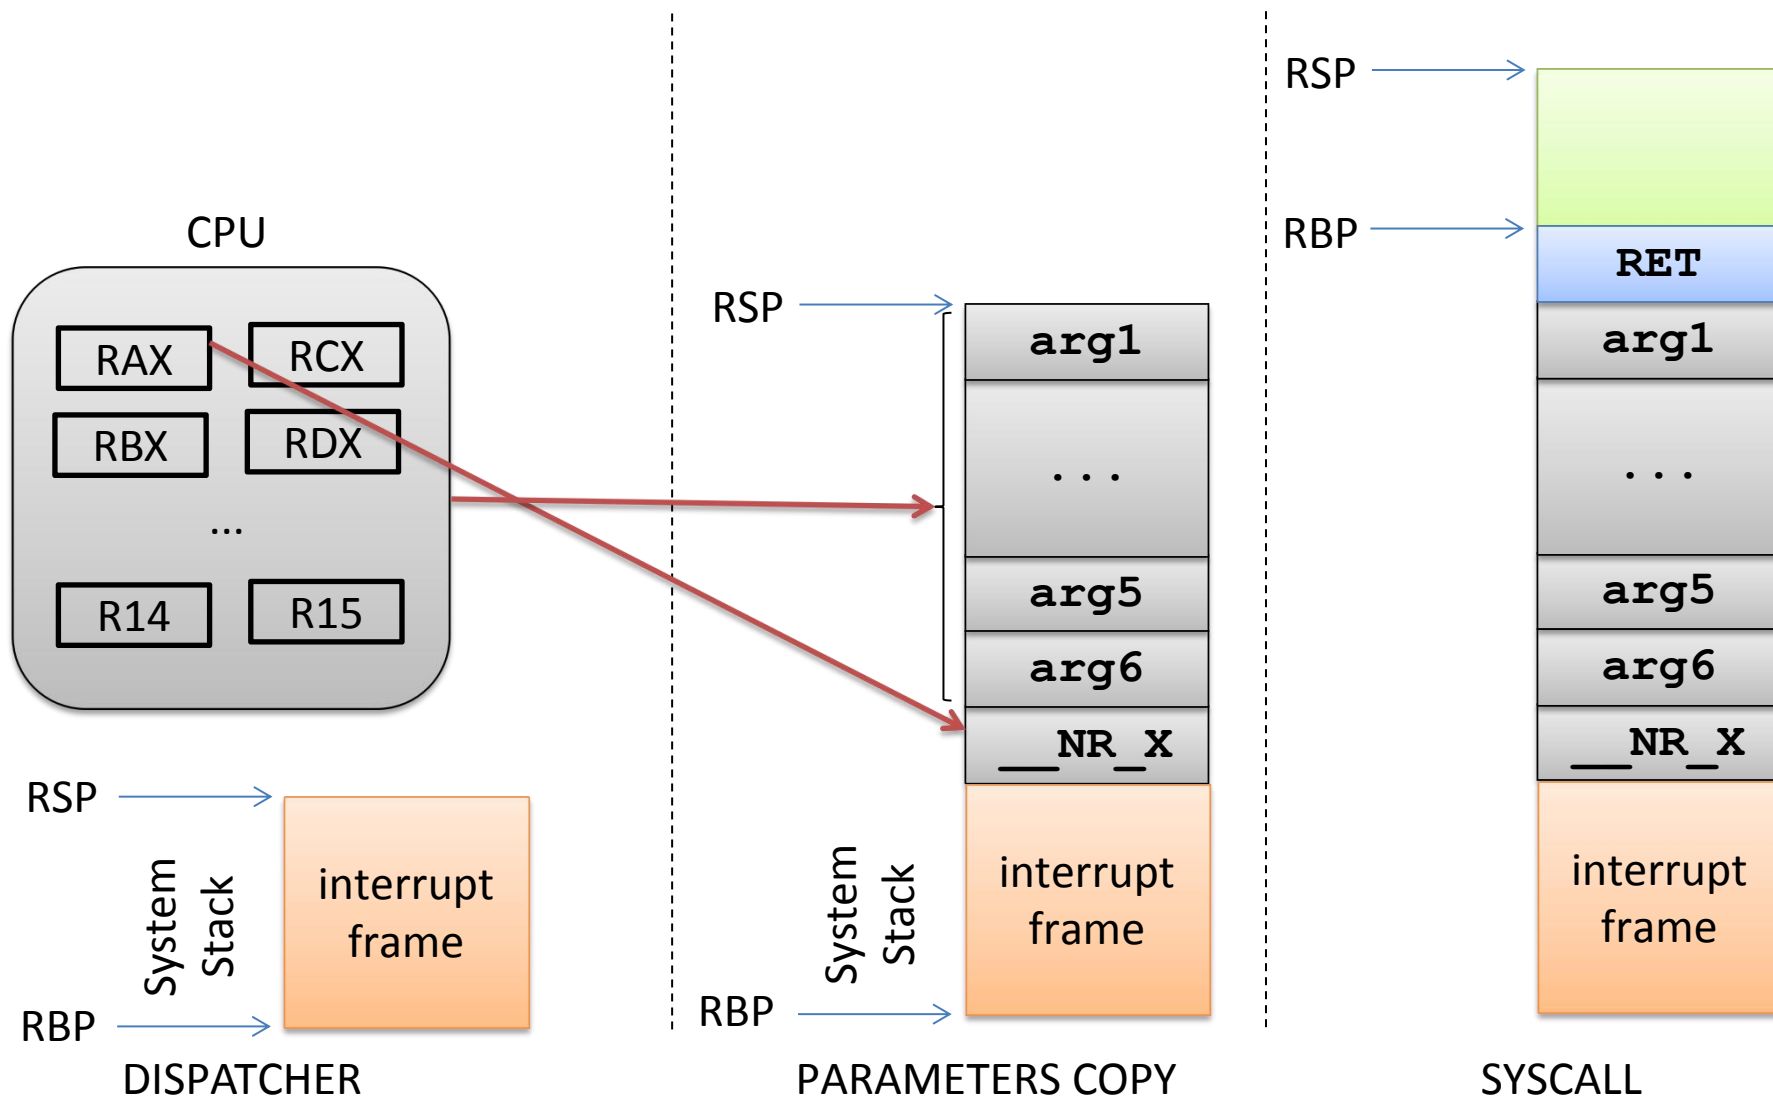 CPU
RAX
RCX
RBX
RDX
...
R14
R15
RSP
System
Stack
interrupt
frame
RBP
DISPATCHER
RSP
arg1
...
arg5
arg6
__NR_X
System
Stack
interrupt
frame
RBP
PARAMETERS COPY
RSP
RBP
RET
arg1
...
arg5
arg6
__NR_X
interrupt
frame
SYSCALL